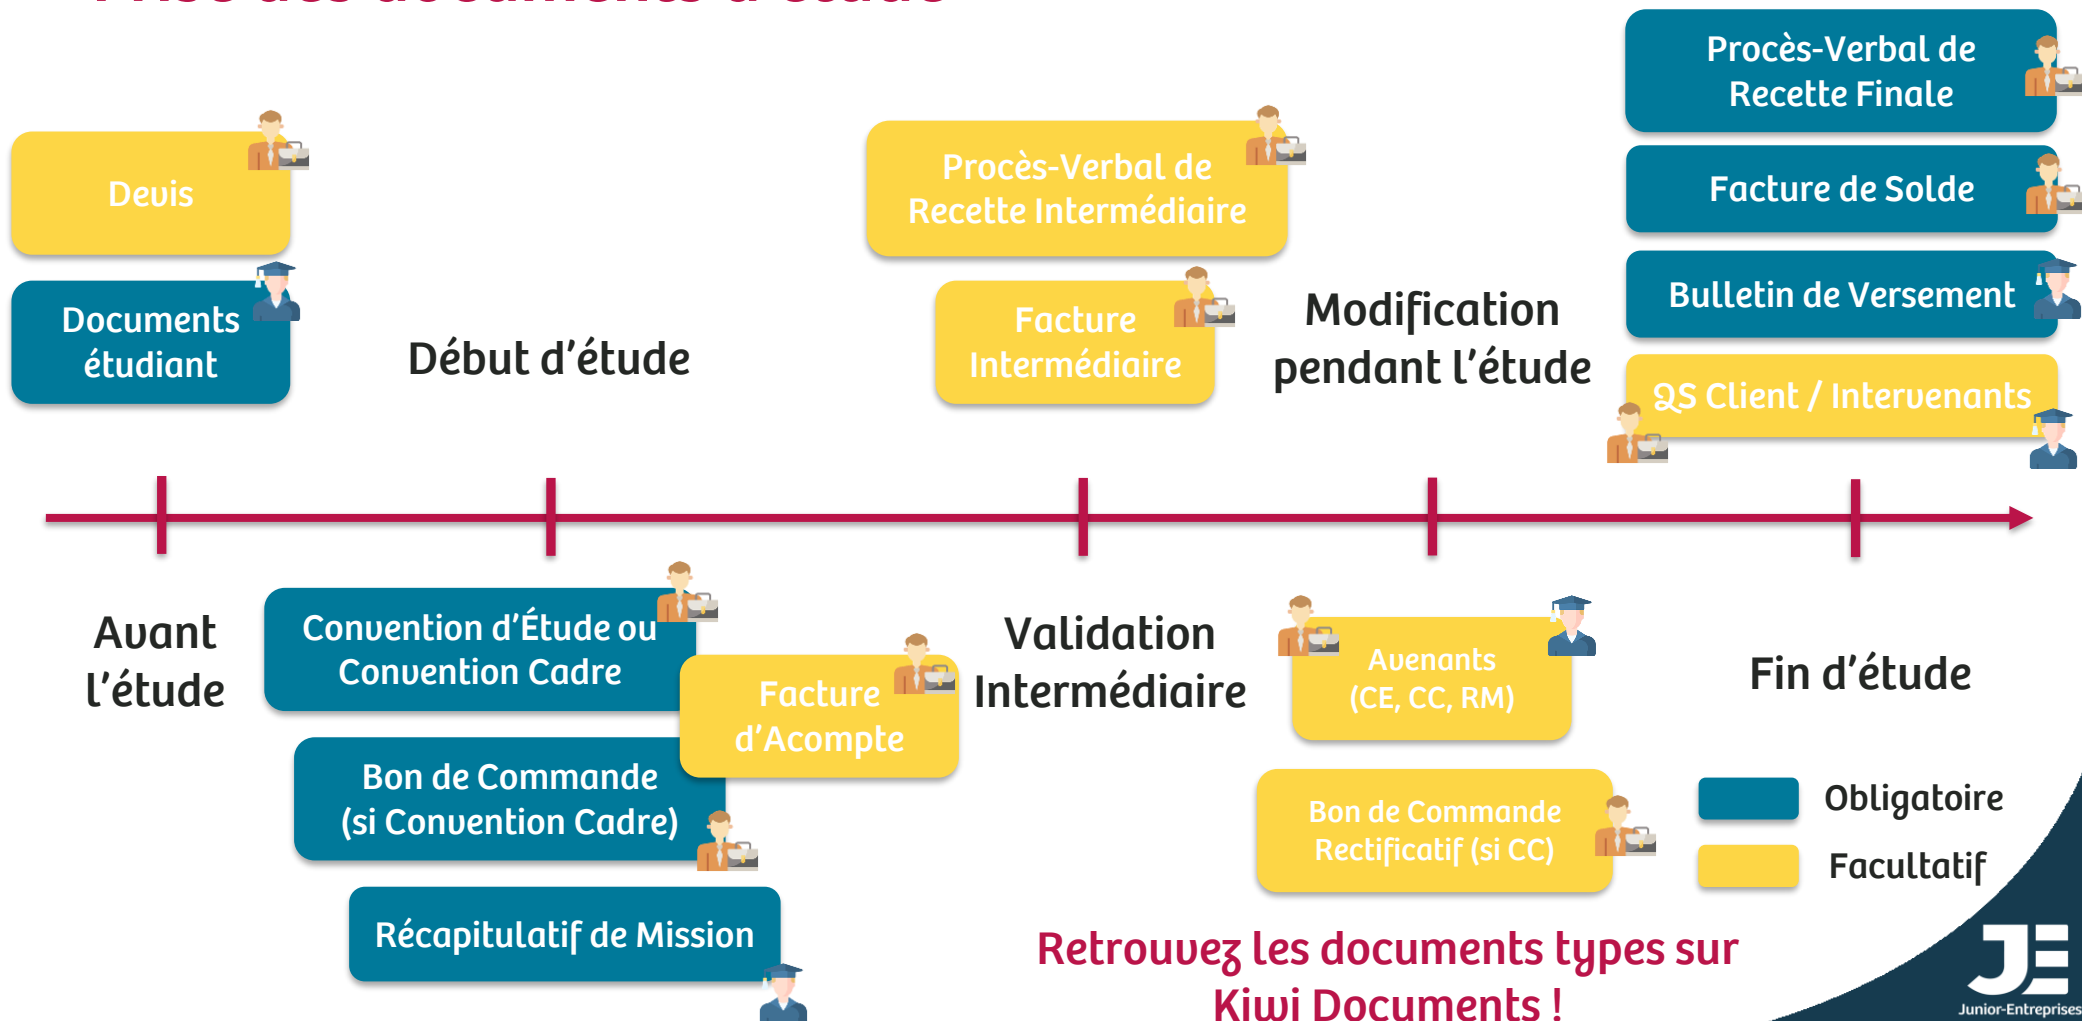 Procès-Verbal de
Recette Finale
Devis
Procès-Verbal de
Recette Intermédiaire
Facture de Solde
Documents
étudiant
Début d'étude
Facture
Intermédiaire
Modification
pendant l'étude
Bulletin de Versement
QS Client / Intervenants
Avant
l'étude
Convention d'Étude ou
Convention Cadre
Facture
d'Acompte
Validation
Intermédiaire
Avenants
(CE, CC, RM)
Fin d'étude
Bon de Commande
(si Convention Cadre)
Bon de Commande
Rectificatif (si CC)
Obligatoire
Facultatif
Récapitulatif de Mission
Retrouvez les documents types sur
Kiwi Documents !
JE
Junior-Entreprises